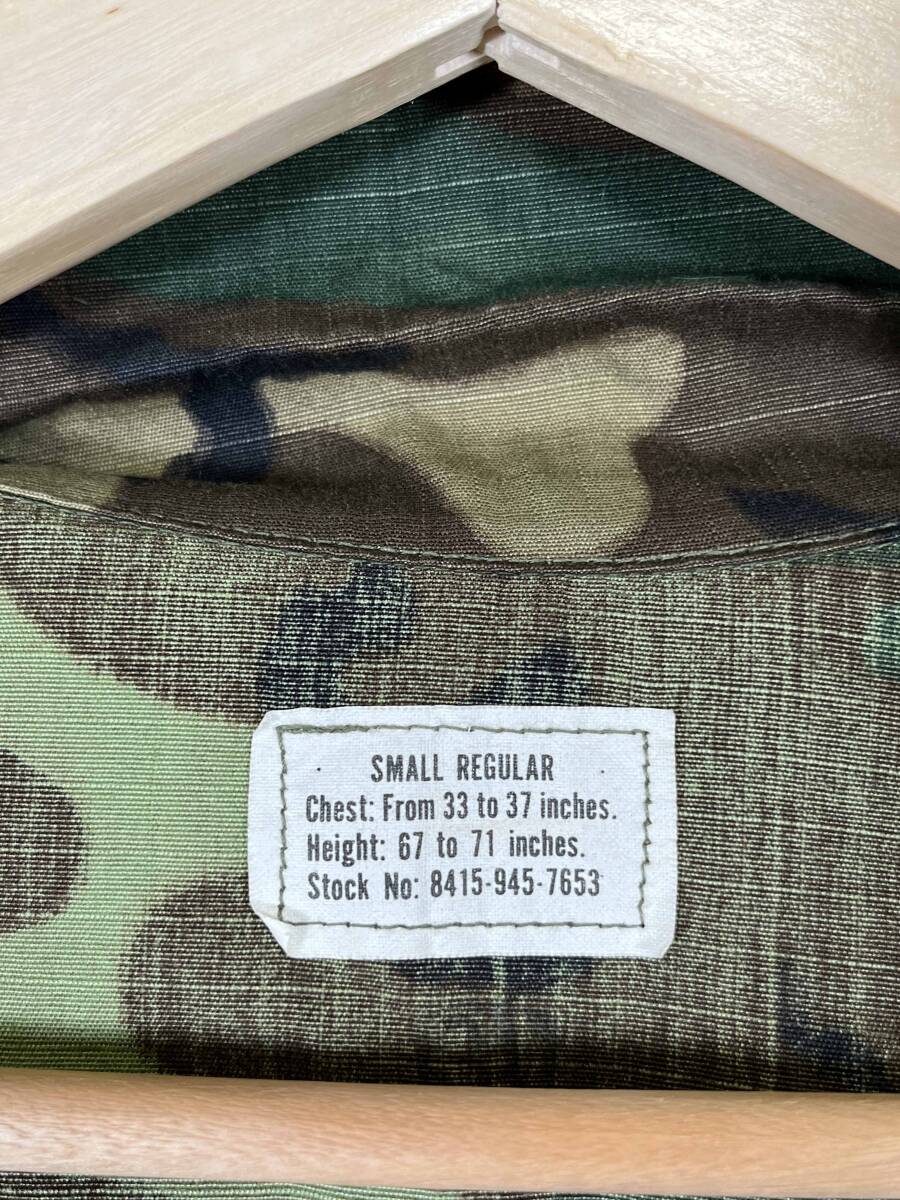 SMALL REGULAR
Chest: From 33 to 37 inches.
Height: 67 to 71 inches.
Stock No: 8415-945-7653